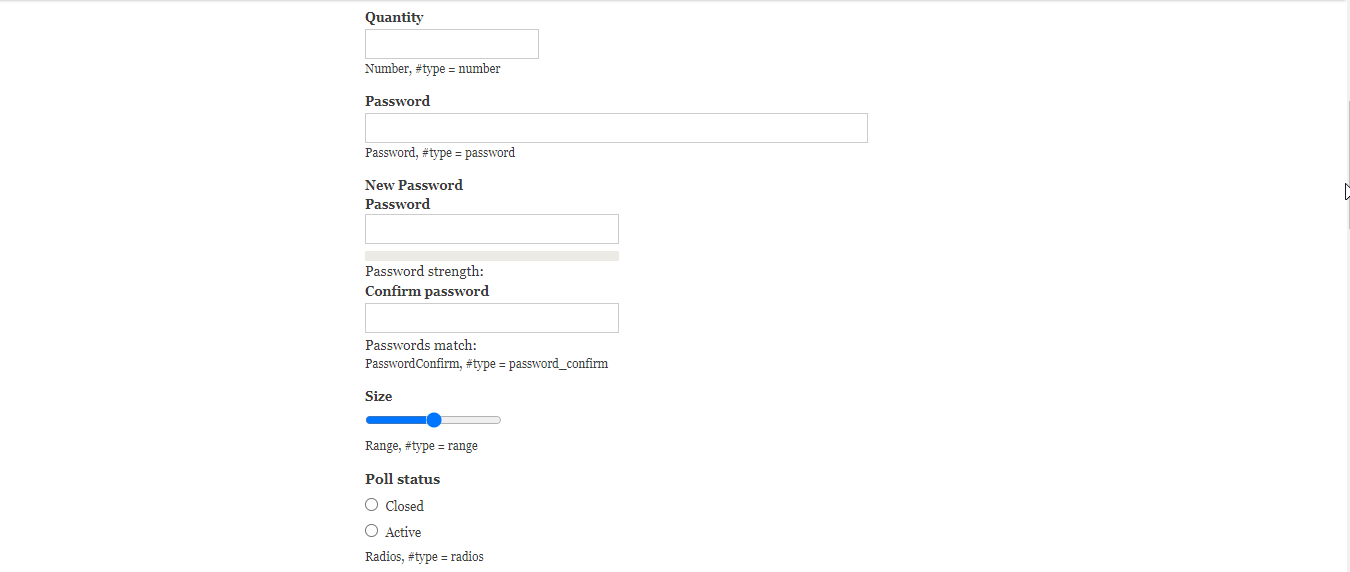 Quantity
Number, #type = number
Password
Password, #type = password
New Password
Password
Password strength:
Confirm password
Passwords match:
PasswordConfirm, #type = password_confirm
Size
Range, #type = range
Poll status
Closed
Active
Radios, #type = radios